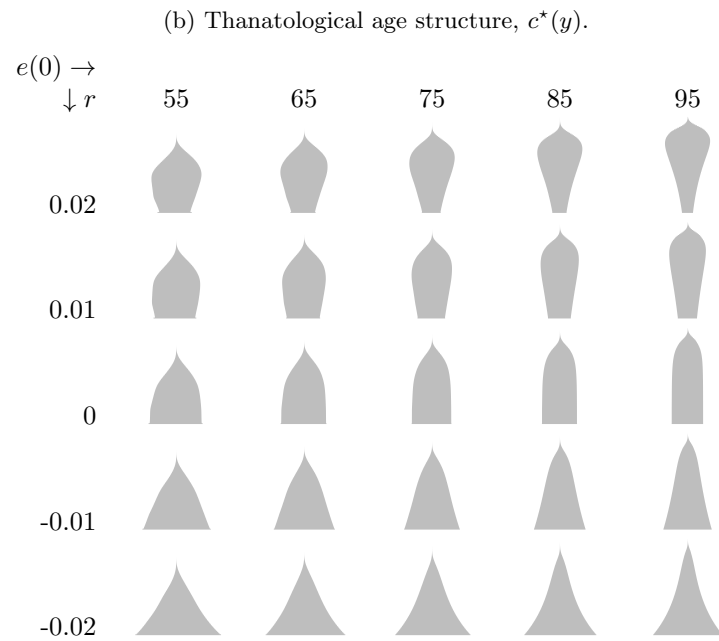 (b) Thanatological age structure, c⋆(y).
e(0) →
↓ r 55 65 75 85 95
0.02
0.01
0
-0.01
-0.02